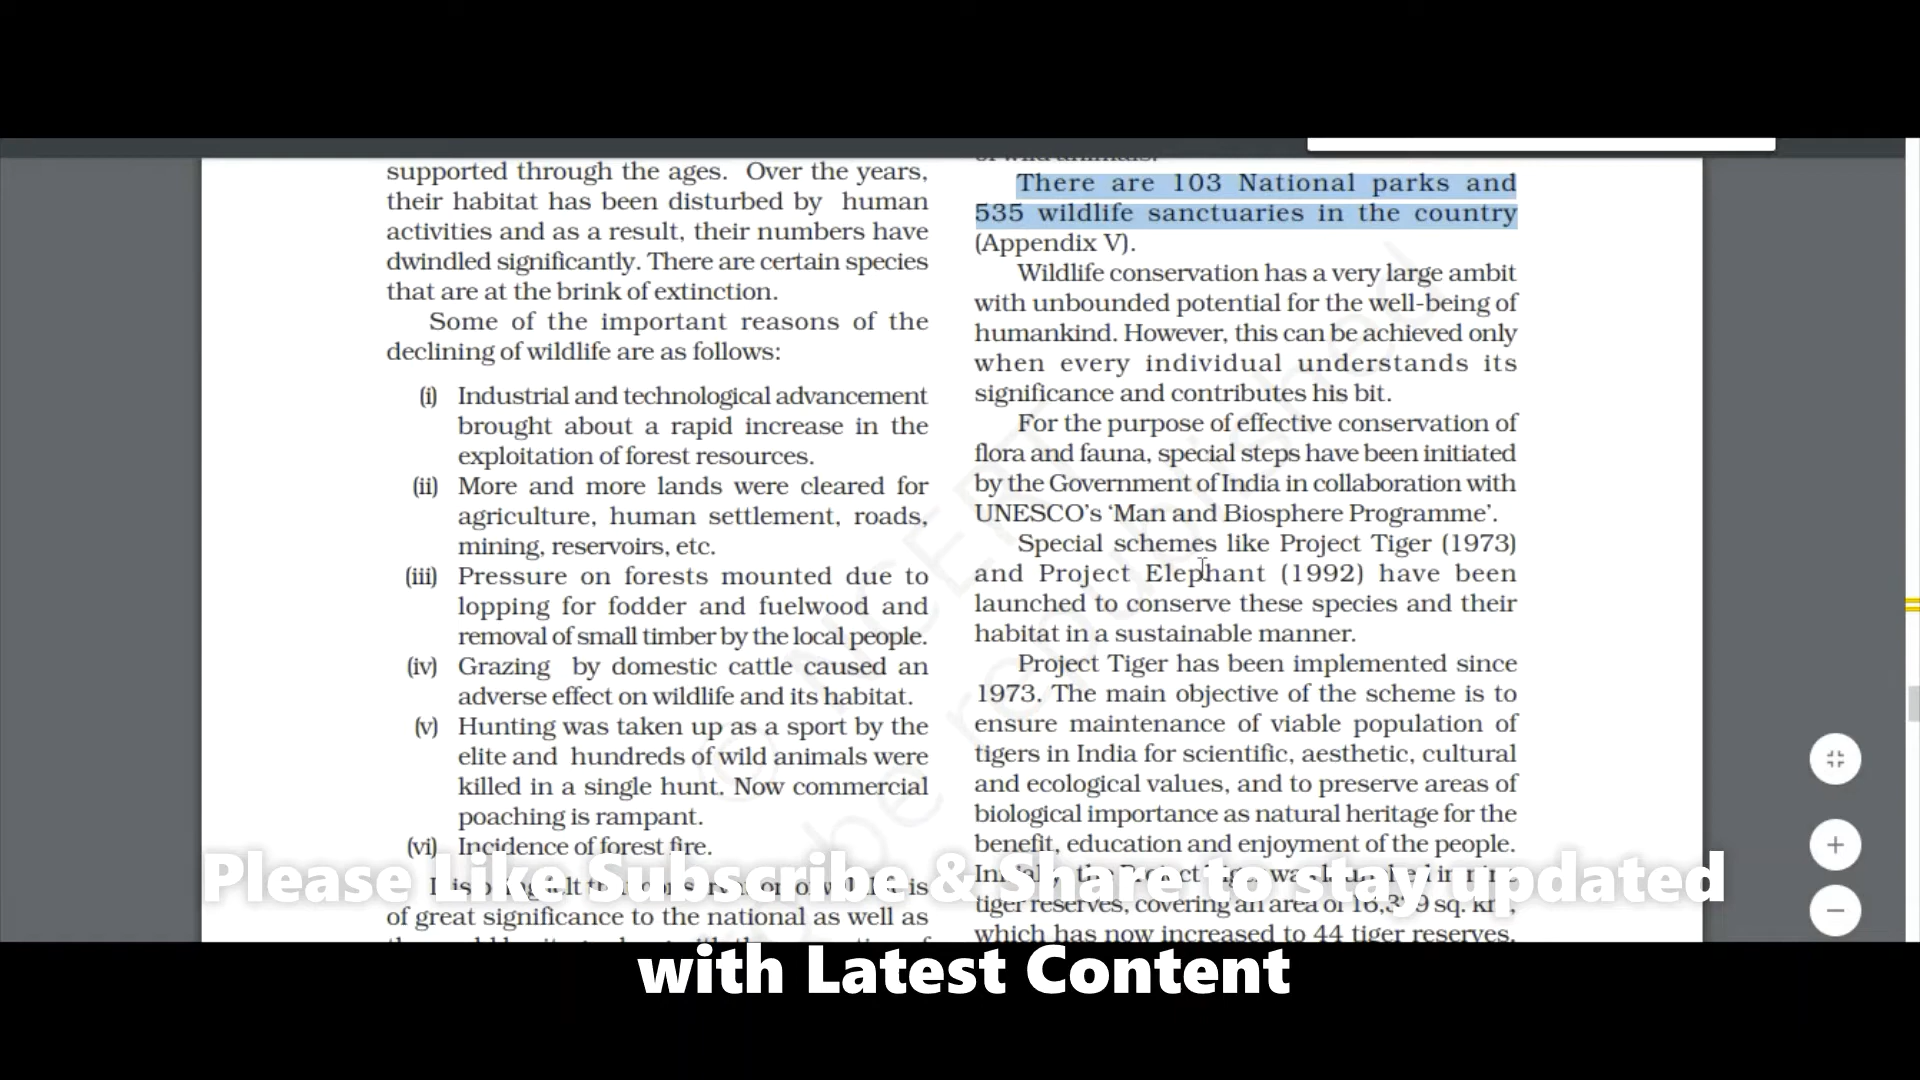 supported through the ages. Over the years,
their habitat has been disturbed by human
activities and as a result, their numbers have
dwindled significantly. There are certain species
that are at the brink of extinction.
Some of the important reasons of the
declining of wildlife are as follows:
(i) Industrial and technological advancement
brought about a rapid increase in the
exploitation of forest resources.
(ii) More and more lands were cleared for
agriculture, human settlement, roads,
mining, reservoirs, etc.
(iii) Pressure on forests mounted due to
lopping for fodder and fuelwood and
removal of small timber by the local people.
(iv) Grazing by domestic cattle caused an
adverse effect on wildlife and its habitat.
(v) Hunting was taken up as a sport by the
elite and hundreds of wild animals were
killed in a single hunt. Now commercial
poaching is rampant.
(vi) Incidence of forest fire.
of great significance to the national as well as
of wild animals.
There are 103 National parks and
535 wildlife sanctuaries in the country
(Appendix V).
Wildlife conservation has a very large ambit
with unbounded potential for the well-being of
humankind. However, this can be achieved only
when every individual understands its
significance and contributes his bit.
For the purpose of effective conservation of
flora and fauna, special steps have been initiated
by the Government of India in collaboration with
UNESCO's 'Man and Biosphere Programme'.
Special schemes like Project Tiger (1973)
and Project Elephant (1992) have been
launched to conserve these species and their
habitat in a sustainable manner.
Project Tiger has been implemented since
1973. The main objective of the scheme is to
ensure maintenance of viable population of
tigers in India for scientific, aesthetic, cultural
and ecological values, and to preserve areas of
biological importance as natural heritage for the
benefit, education and enjoyment of the people.
tiger reserves, covering an area of
which has now increased to 44 tiger reserves,
© NCERT
be republished
Please Like Subscribe & Share to stay updated
with Latest Content